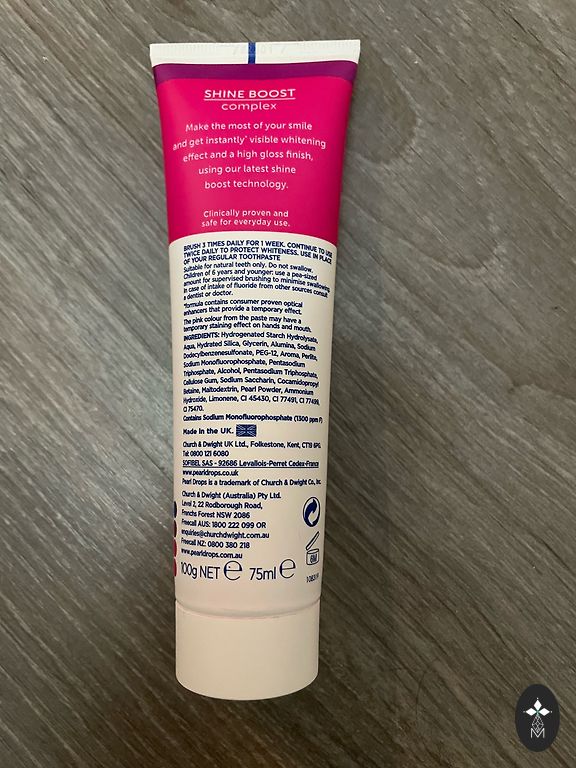 SHINE BOOST
complex
Make the most of your smile
and get instantly* visible whitening
effect and a high gloss finish,
using our latest shine
boost technology.
Clinically proven and
safe for everyday use.
BRUSH 3 TIMES DAILY FOR 1 WEEK. CONTINUE TO USE
TWICE DAILY TO PROTECT WHITENESS. USE IN PLACE
OF YOUR REGULAR TOOTHPASTE
Suitable for natural teeth only. Do not swallow.
Children of 6 years and younger: use a pea-sized
amount for supervised brushing to minimise swallowing
In case of intake of fluoride from other sources consult
a dentist or doctor.
*formula contains consumer proven optical
enhancers that provide a temporary effect.
The pink colour from the paste may have a
temporary staining effect on hands and mouth.
INGREDIENTS: Hydrogenated Starch Hydrolysate,
Aqua, Hydrated Silica, Glycerin, Alumina, Sodium
Dodecylbenzenesulfonate, PEG-12, Aroma, Perlite,
Sodium Monofluorophosphate, Pentasodium
Triphosphate, Alcohol, Pentasodium Triphosphate,
Cellulose Gum, Sodium Saccharin, Cocamidopropyl
Betaine, Maltodextrin, Pearl Powder, Ammonium
Hydroxide, Limonene, CI 45430, CI 77491, CI 77499,
CI 75470.
Contains Sodium Monofluorophosphate (1300 ppm F)
Made in the UK.
Church & Dwight UK Ltd., Folkestone, Kent, CT19 6PG.
Tel: 0800 121 6080
SOFIBEL SAS - 92686 Levallois-Perret Cedex-France
www.pearldrops.co.uk
Pearl Drops is a trademark of Church & Dwight Co., Inc.
Church & Dwight (Australia) Pty Ltd.
Level 2, 22 Rodborough Road,
Frenchs Forest NSW 2086
Freecall AUS: 1800 222 099 OR
enquiries@churchdwight.com.au
Freecall NZ: 0800 380 218
www.pearldrops.com.au
100g NET e 75ml e
M